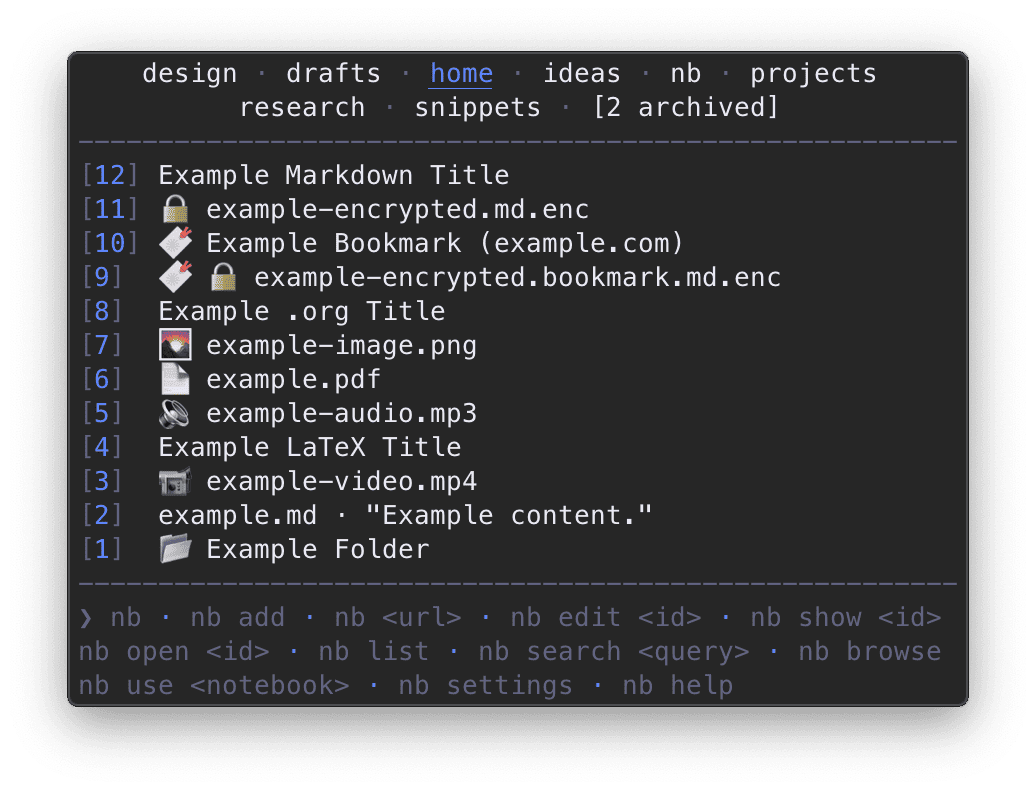 design · drafts · home · ideas · nb · projects
research · snippets · [2 archived]
[12] Example Markdown Title
[11] 🔒 example-encrypted.md.enc
[10] 🔖 Example Bookmark (example.com)
[9] 🔖 🔒 example-encrypted.bookmark.md.enc
[8] Example .org Title
[7] 🌄 example-image.png
[6] 📄 example.pdf
[5] 🔉 example-audio.mp3
[4] Example LaTeX Title
[3] 📹 example-video.mp4
[2] example.md · "Example content."
[1] 📂 Example Folder
❯ nb · nb add · nb <url> · nb edit <id> · nb show <id>
nb open <id> · nb list · nb search <query> · nb browse
nb use <notebook> · nb settings · nb help